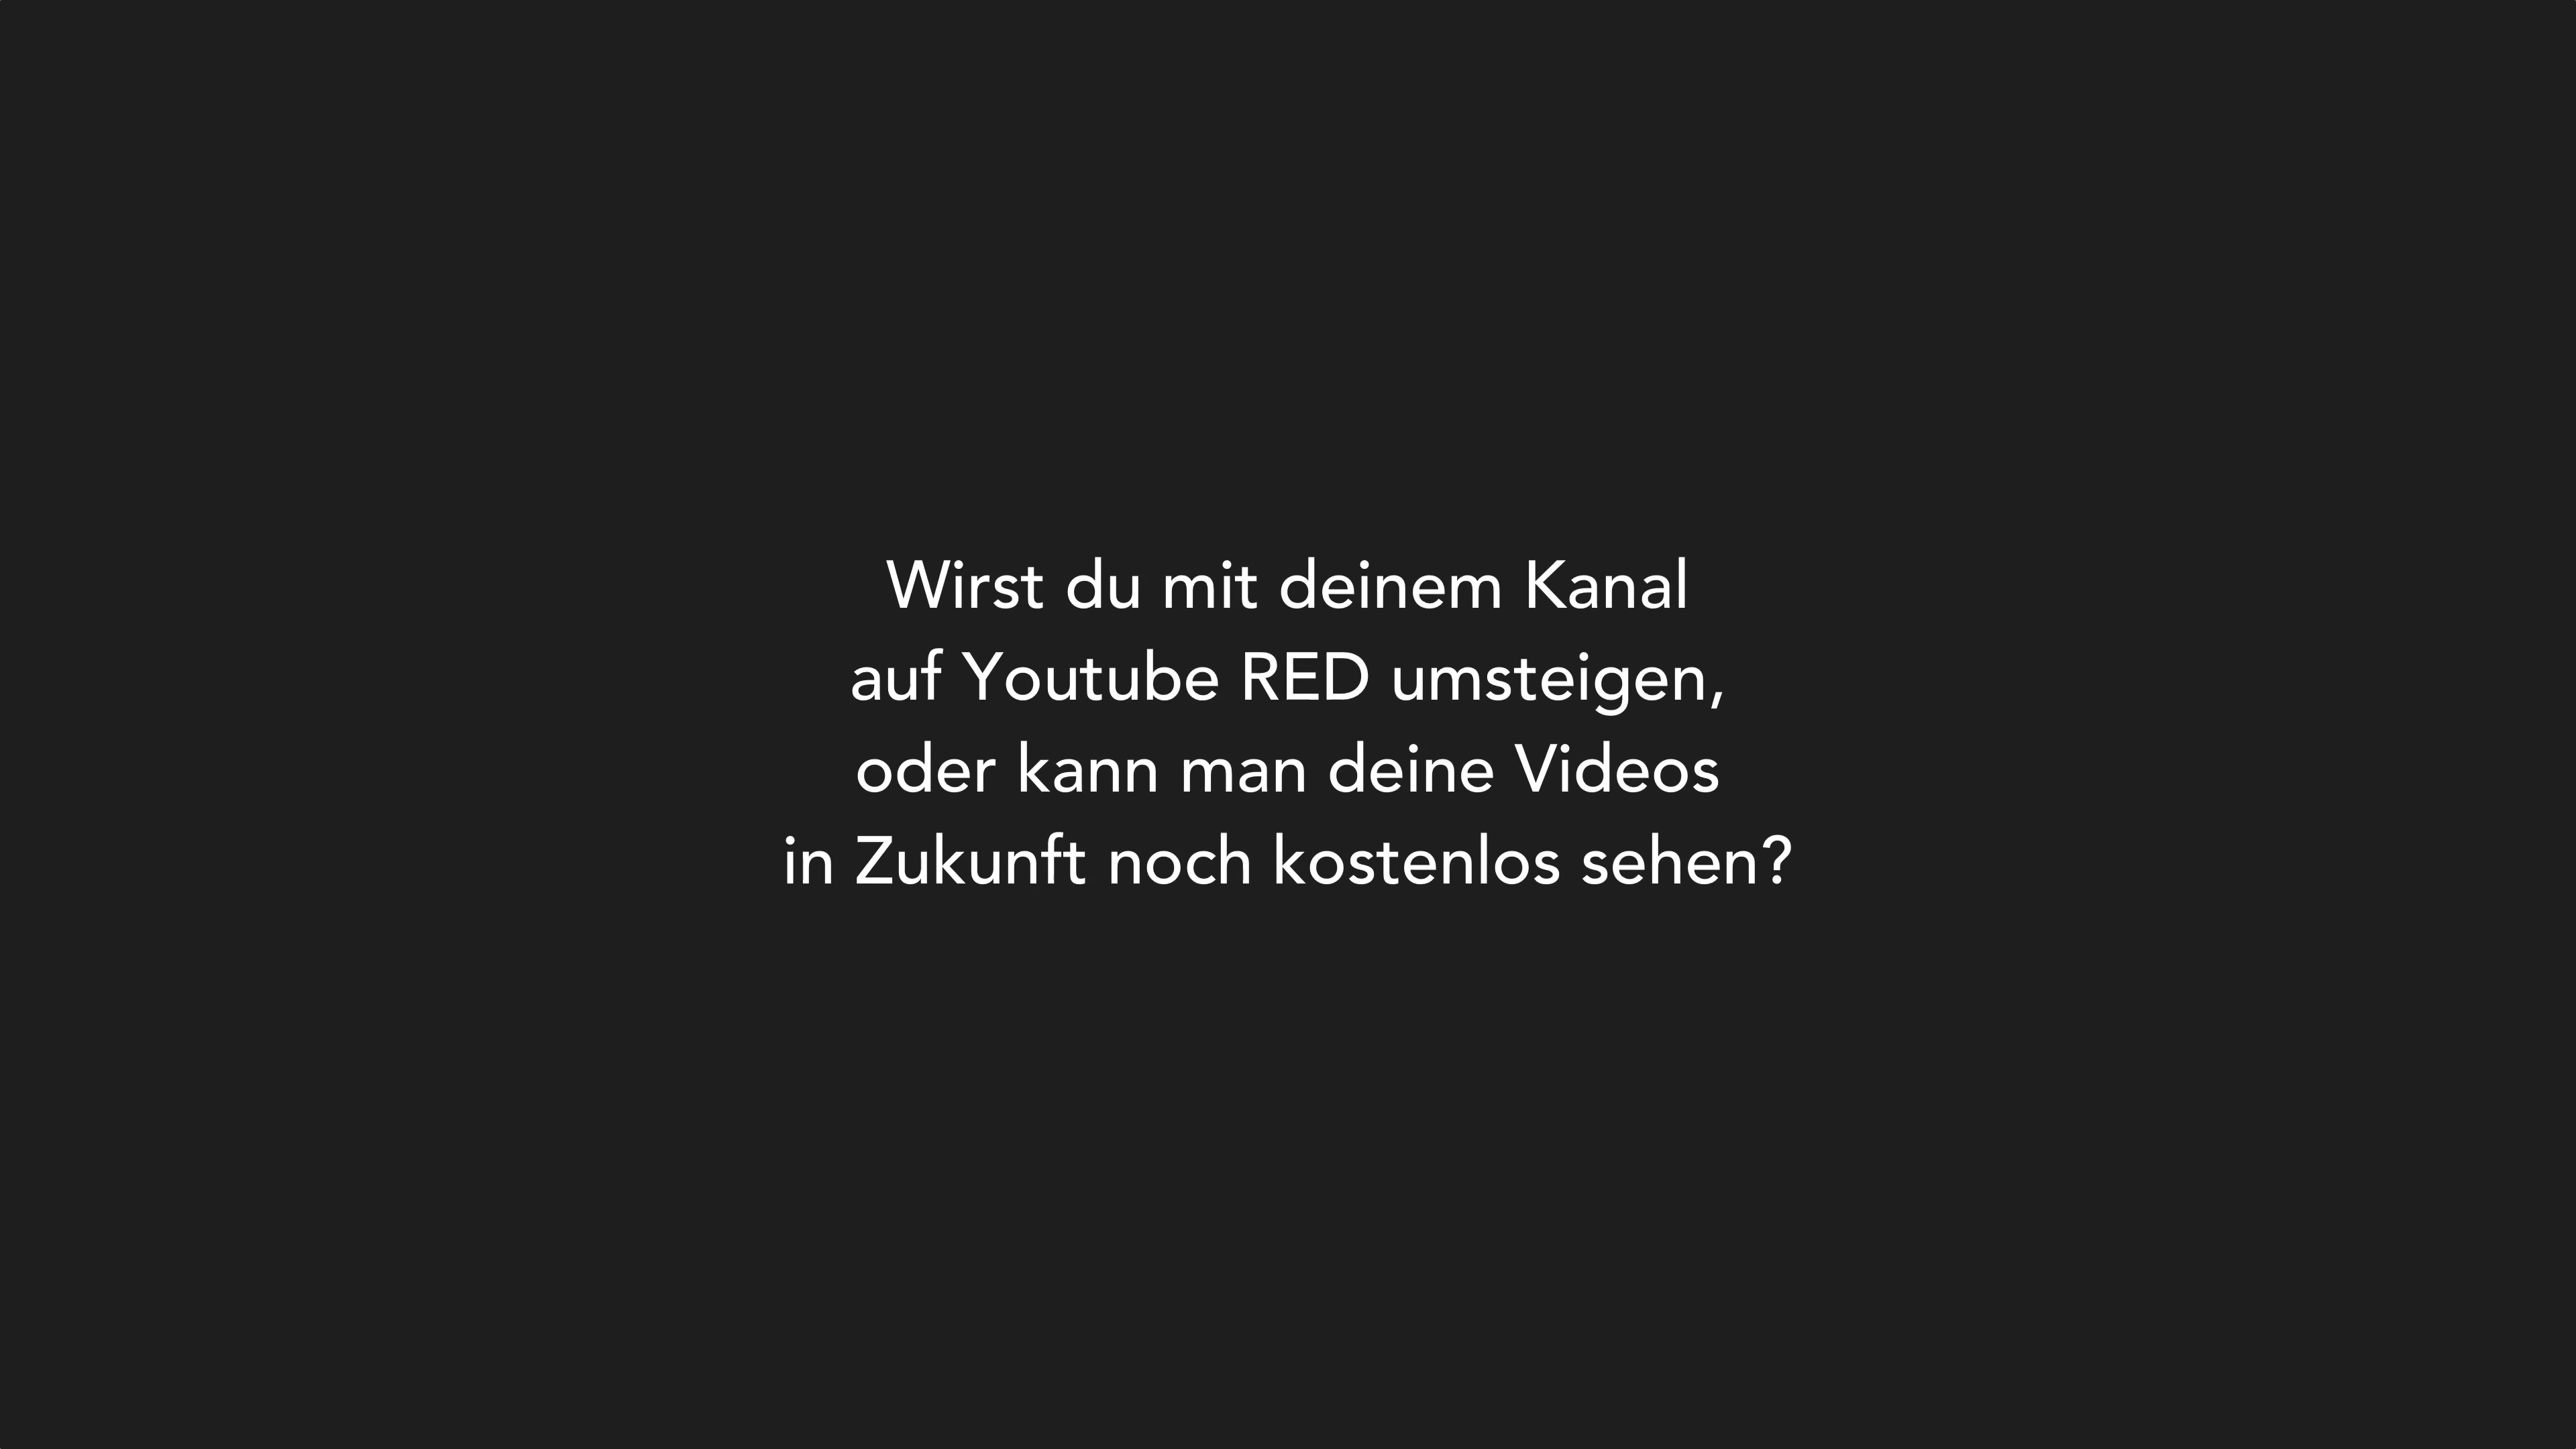 Wirst du mit deinem Kanal
auf Youtube RED umsteigen,
oder kann man deine Videos
in Zukunft noch kostenlos sehen?